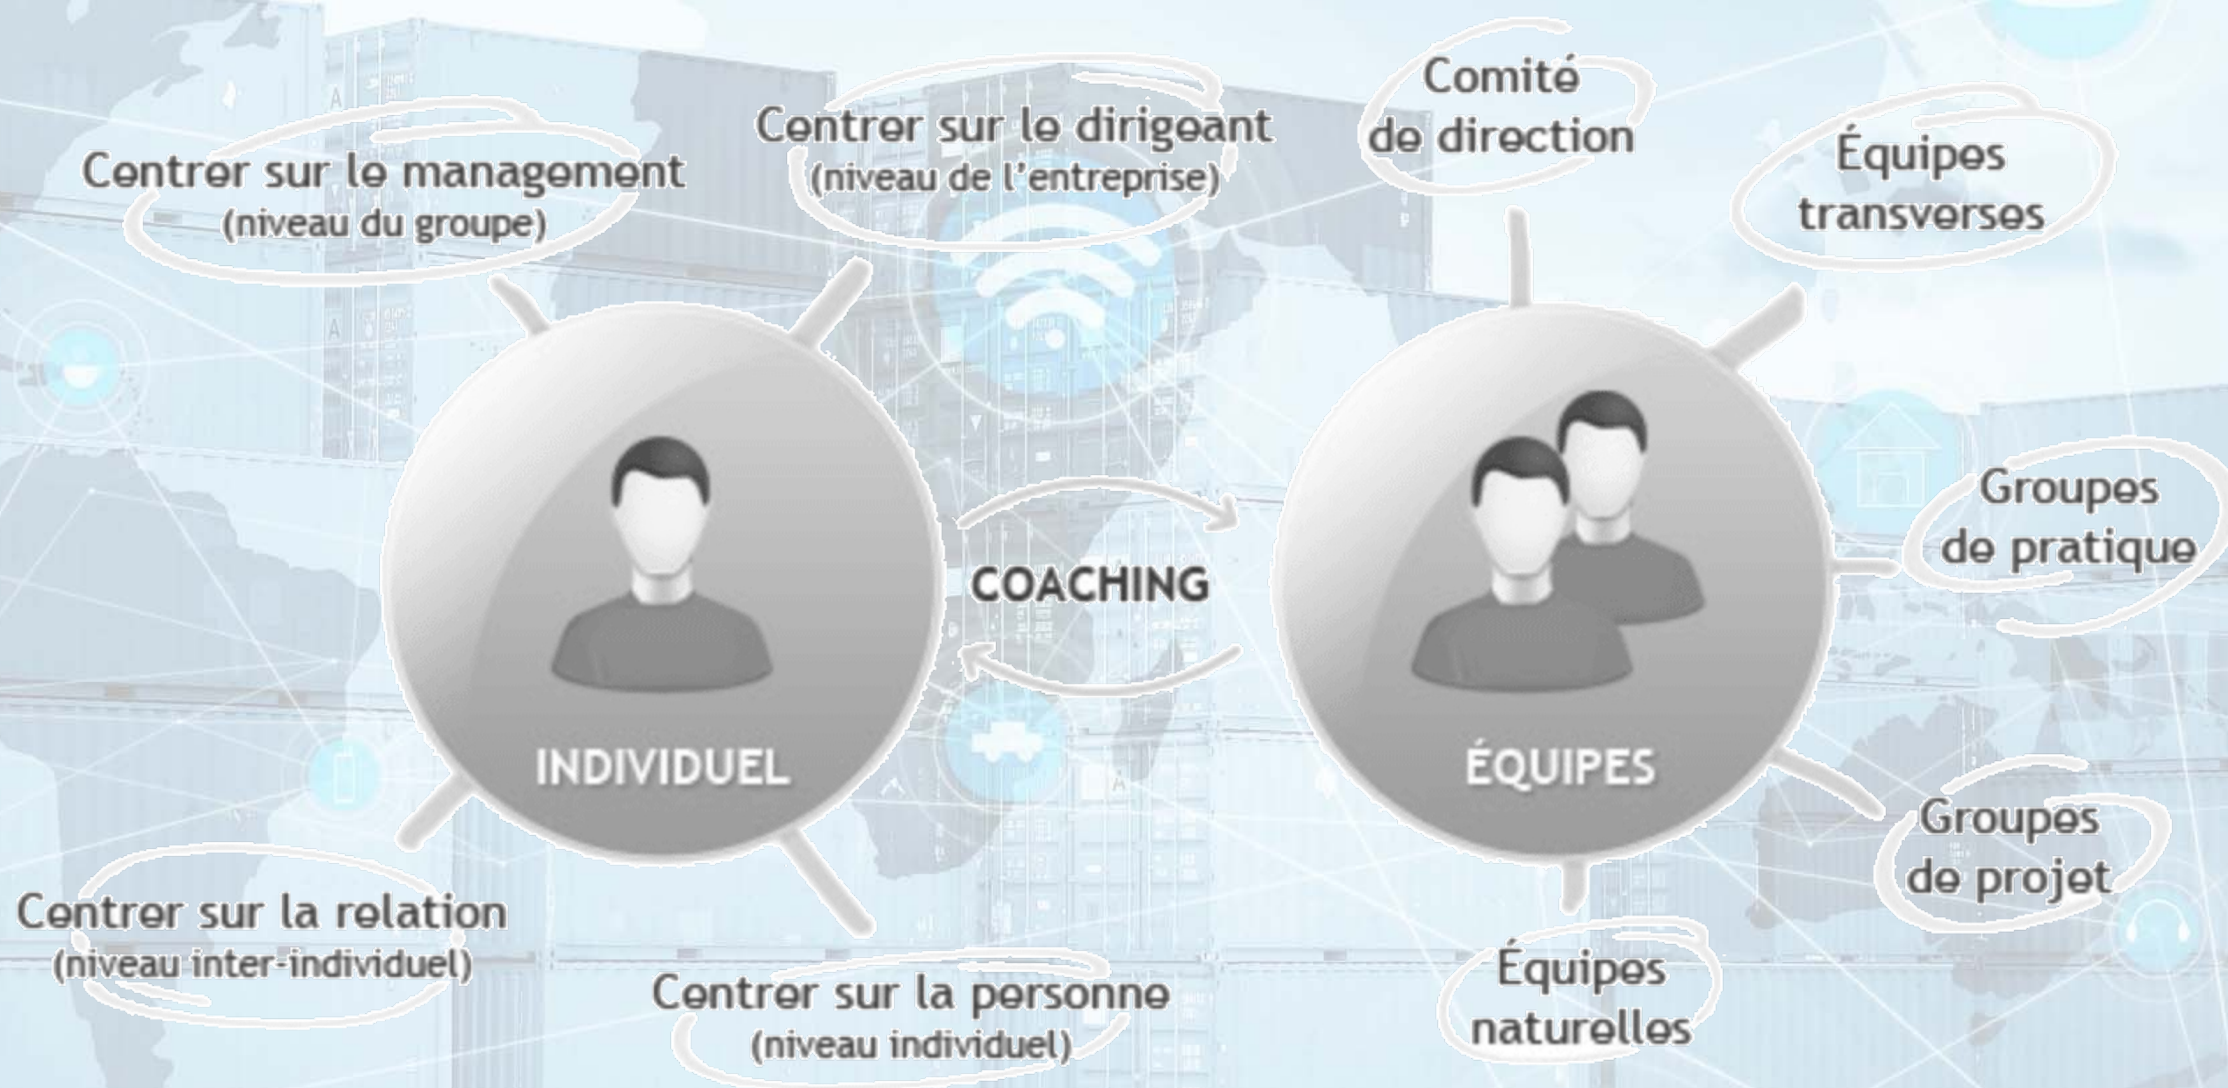 Centrer sur le management
(niveau du groupe)
Centrer sur le dirigeant
(niveau de l'entreprise)
Comité
de direction
Équipes
transverses
Groupes
de pratique
COACHING
INDIVIDUEL
ÉQUIPES
Groupes
de projet
Centrer sur la relation
(niveau inter-individuel)
Centrer sur la personne
(niveau individuel)
Équipes
naturelles